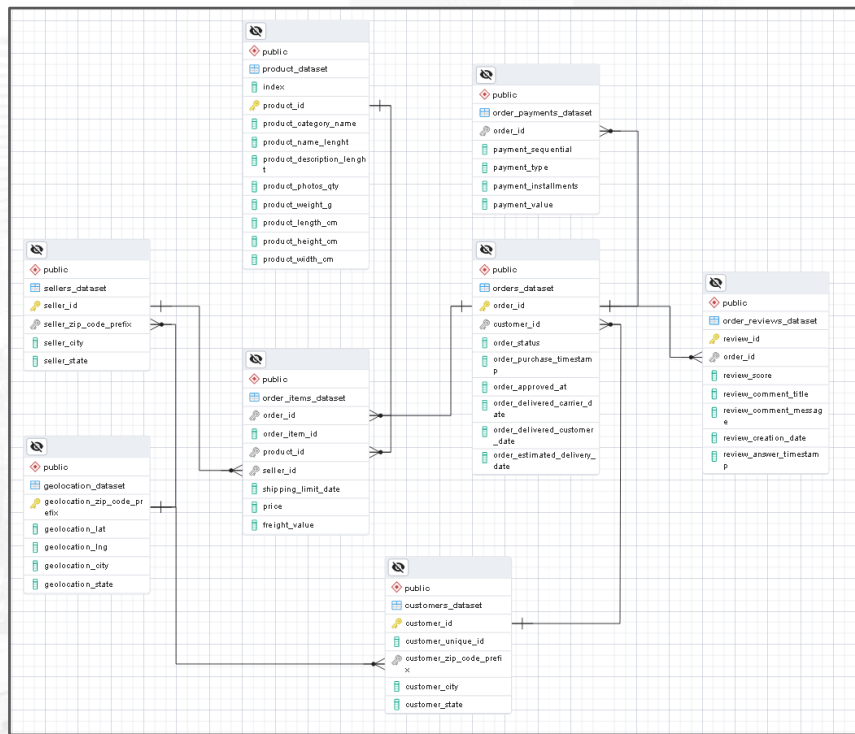 public
product_dataset
index
product_id
product_category_name
product_name_lenght
product_description_lengh
t
product_photos_qty
product_weight_g
product_length_cm
product_height_cm
product_width_cm
public
order_payments_dataset
order_id
payment_sequential
payment_type
payment_installments
payment_value
public
sellers_dataset
seller_id
seller_zip_code_prefix
seller_city
seller_state
public
orders_dataset
order_id
customer_id
order_status
order_purchase_timestam
p
order_approved_at
order_delivered_carrier_d
ate
order_delivered_customer
_date
order_estimated_delivery_
date
public
order_reviews_dataset
review_id
order_id
review_score
review_comment_title
review_comment_messag
e
review_creation_date
review_answer_timestam
p
public
order_items_dataset
order_id
order_item_id
product_id
seller_id
shipping_limit_date
price
freight_value
public
geolocation_dataset
geolocation_zip_code_pr
efix
geolocation_lat
geolocation_lng
geolocation_city
geolocation_state
public
customers_dataset
customer_id
customer_unique_id
customer_zip_code_prefi
x
customer_city
customer_state